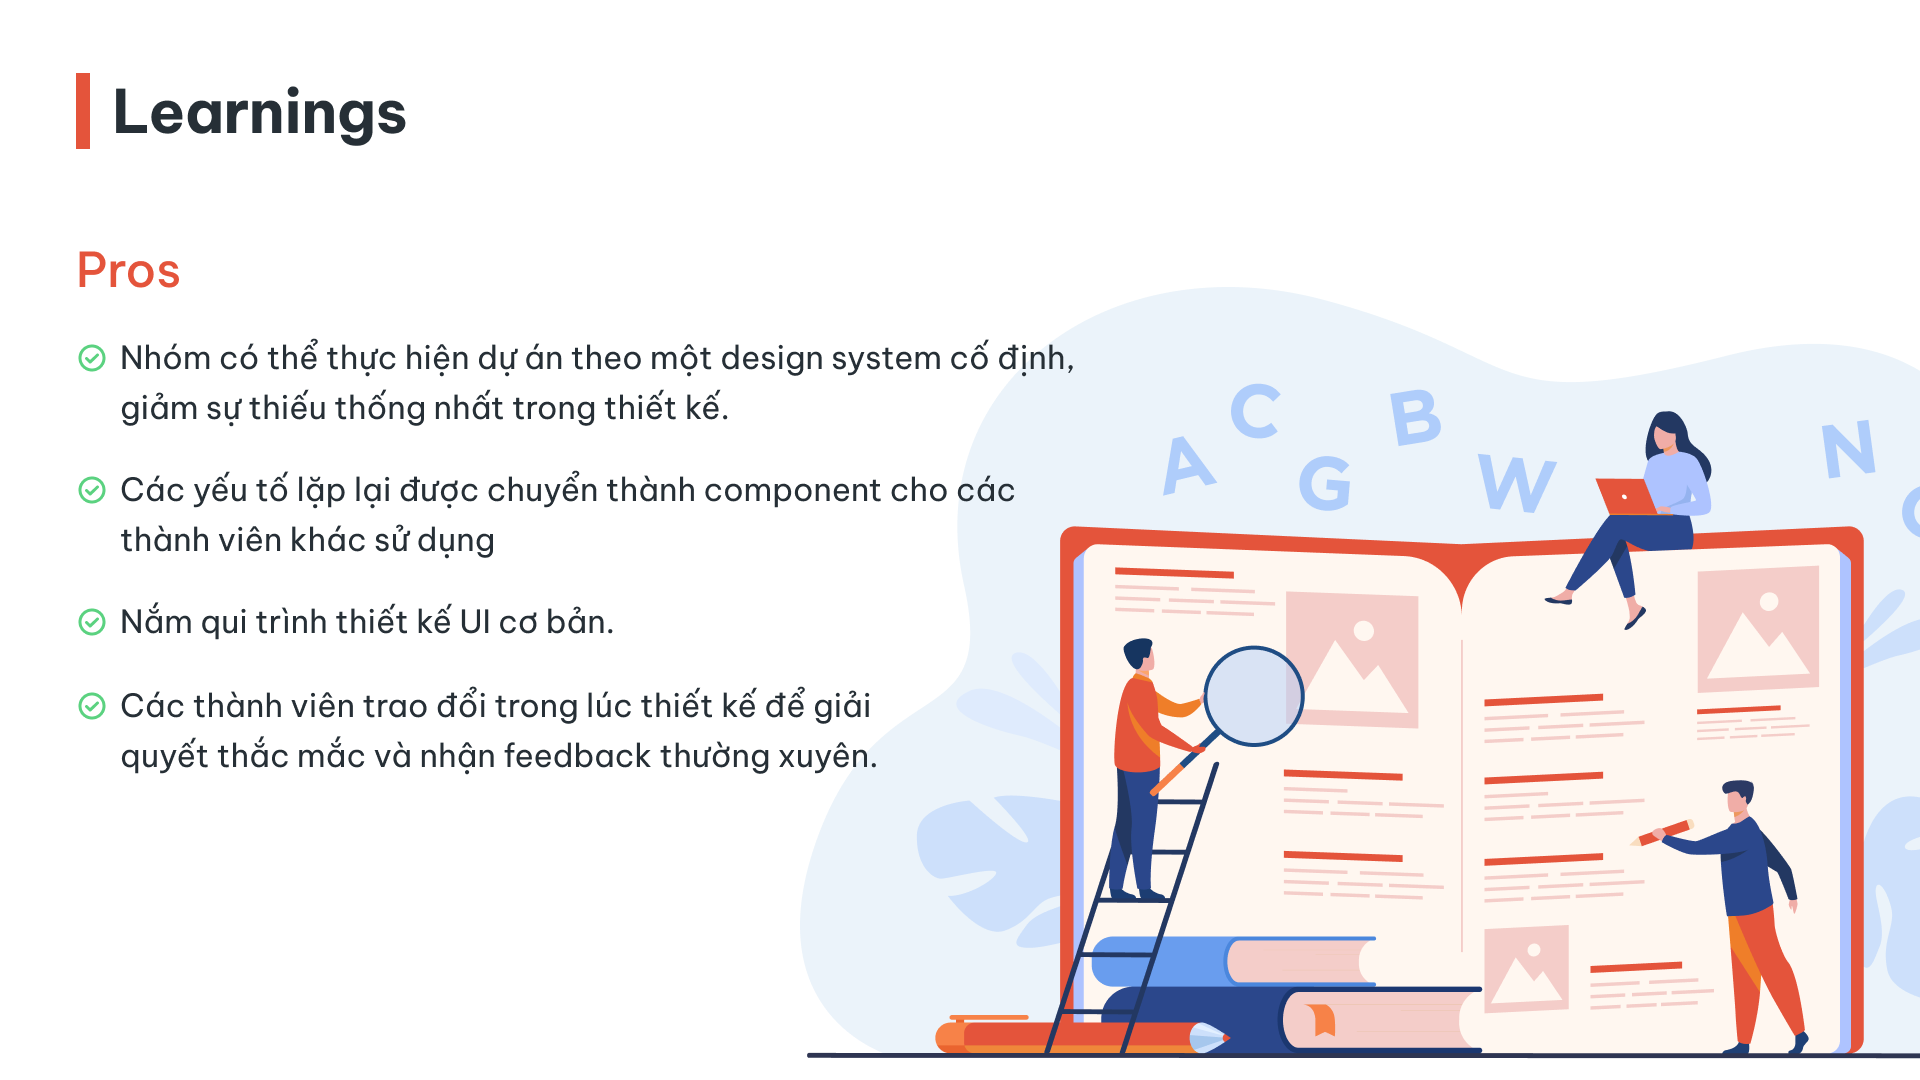 Learnings
Pros
Nhóm có thể thực hiện dự án theo một design system cố định,
giảm sự thiếu thống nhất trong thiết kế.
Các yếu tố lặp lại được chuyển thành component cho các
thành viên khác sử dụng
Nắm qui trình thiết kế UI cơ bản.
Các thành viên trao đổi trong lúc thiết kế để giải
quyết thắc mắc và nhận feedback thường xuyên.
A C G B W N